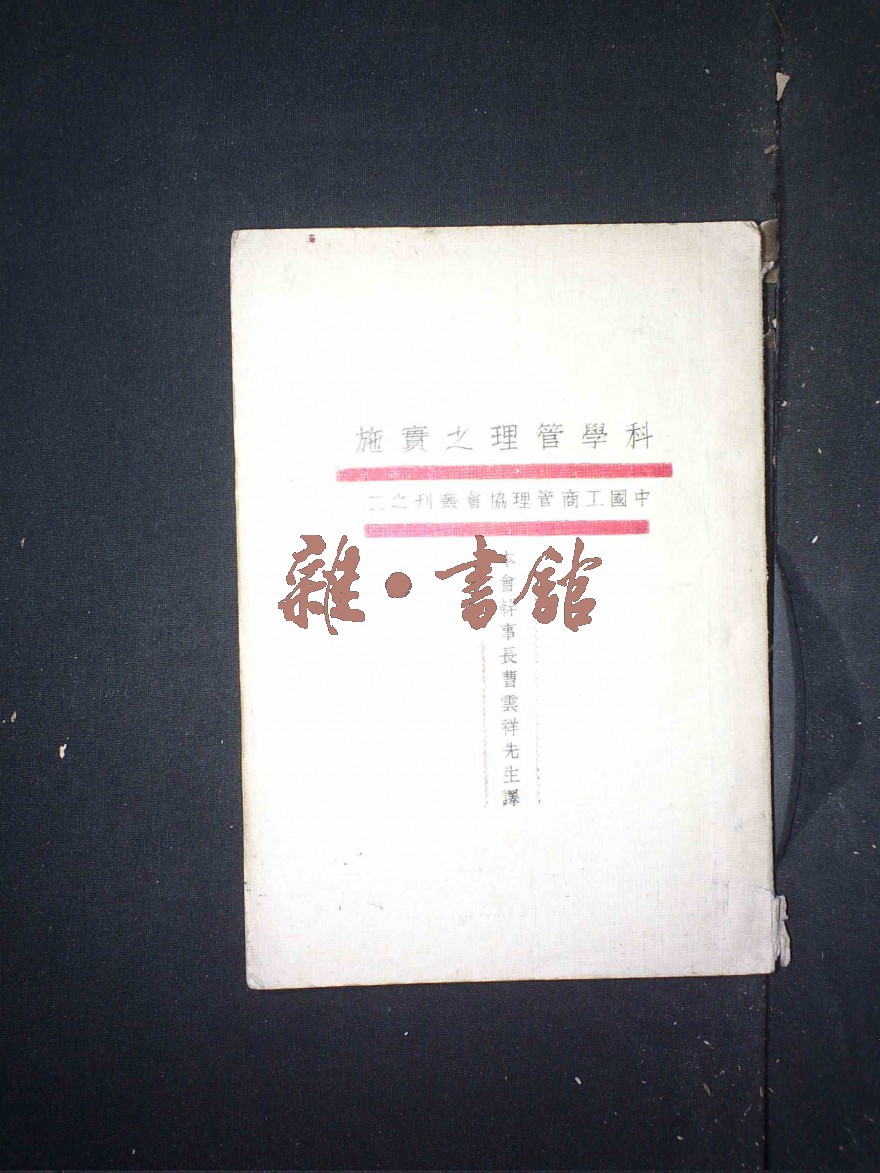 科學管理之實施
中國工商管理協會叢刊之二
本會幹事長曹雲祥先生譯
雜·書館